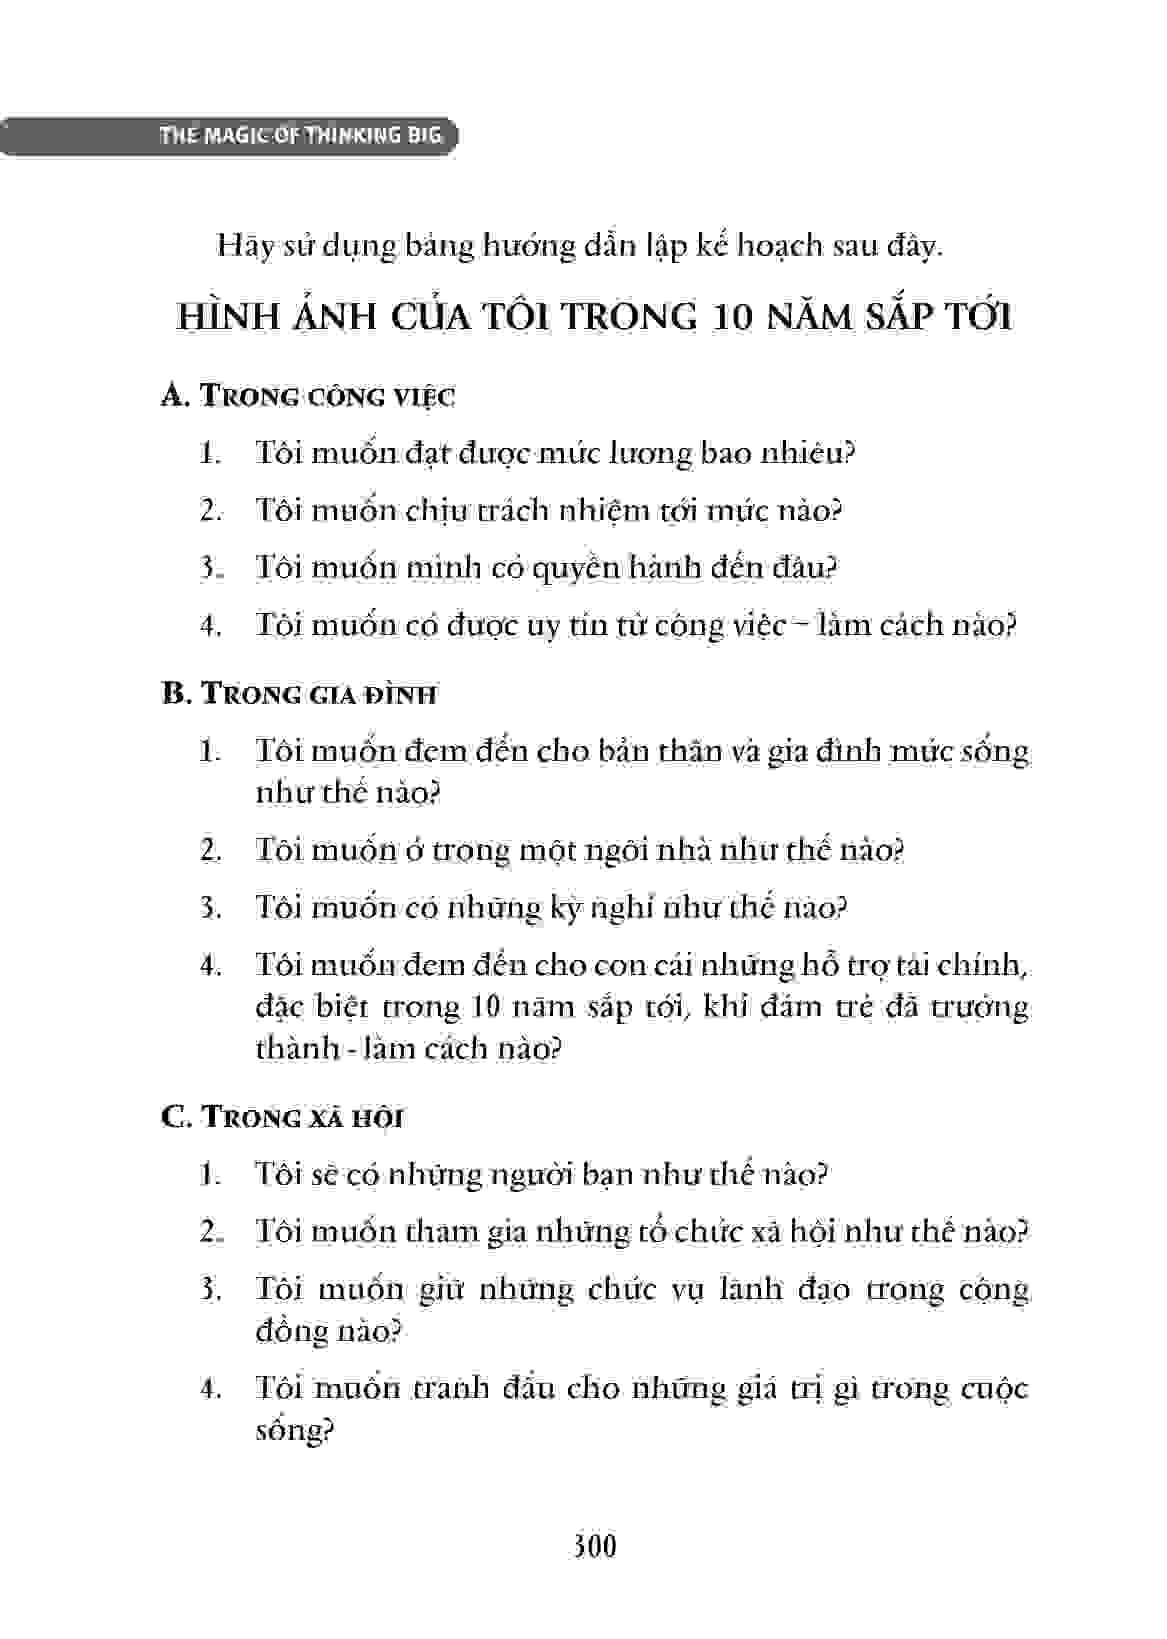 THE MAGIC OF THINKING BIG
Hãy sử dụng bảng hướng dẫn lập kế hoạch sau đây.
HÌNH ẢNH CỦA TÔI TRONG 10 NĂM SẮP TỚI
A. TRONG CÔNG VIỆC
1. Tôi muốn đạt được mức lương bao nhiêu?
2. Tôi muốn chịu trách nhiệm tới mức nào?
3. Tôi muốn mình có quyền hành đến đâu?
4. Tôi muốn có được uy tín từ công việc – làm cách nào?
B. TRONG GIA ĐÌNH
1. Tôi muốn đem đến cho bản thân và gia đình mức sống
như thế nào?
2. Tôi muốn ở trong một ngôi nhà như thế nào?
3. Tôi muốn có những kỳ nghỉ như thế nào?
4. Tôi muốn đem đến cho con cái những hỗ trợ tài chính,
đặc biệt trong 10 năm sắp tới, khi đám trẻ đã trưởng
thành - làm cách nào?
C. TRONG XÃ HỘI
1. Tôi sẽ có những người bạn như thế nào?
2. Tôi muốn tham gia những tổ chức xã hội như thế nào?
3. Tôi muốn giữ những chức vụ lãnh đạo trong cộng
đồng nào?
4. Tôi muốn tranh đấu cho những giá trị gì trong cuộc
sống?
300